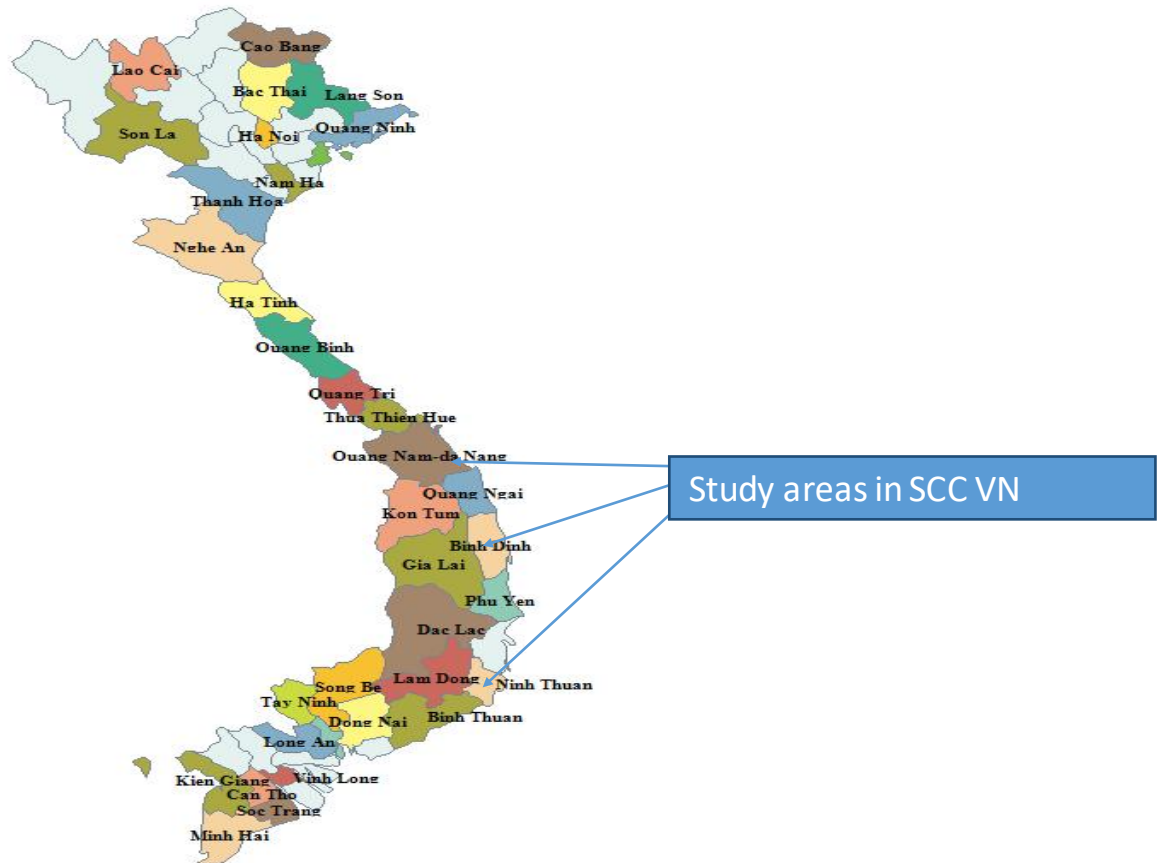 Cao Bang
Lao Cai
Bac Thai
Lang Son
Son La
Ha Noi
Quang Ninh
Nam Ha
Thanh Hoa
Nghe An
Ha Tinh
Quang Binh
Quang Tri
Thua Thien Hue
Quang Nam-da Nang
Study areas in SCC VN
Quang Ngai
Kon Tum
Binh Dinh
Gia Lai
Phu Yen
Dac Lac
Lam Dong
Ninh Thuan
Song Be
Tay Ninh
Binh Thuan
Dong Nai
Long An
Kien Giang
Vinh Long
Can Tho
Soc Trang
Minh Hai